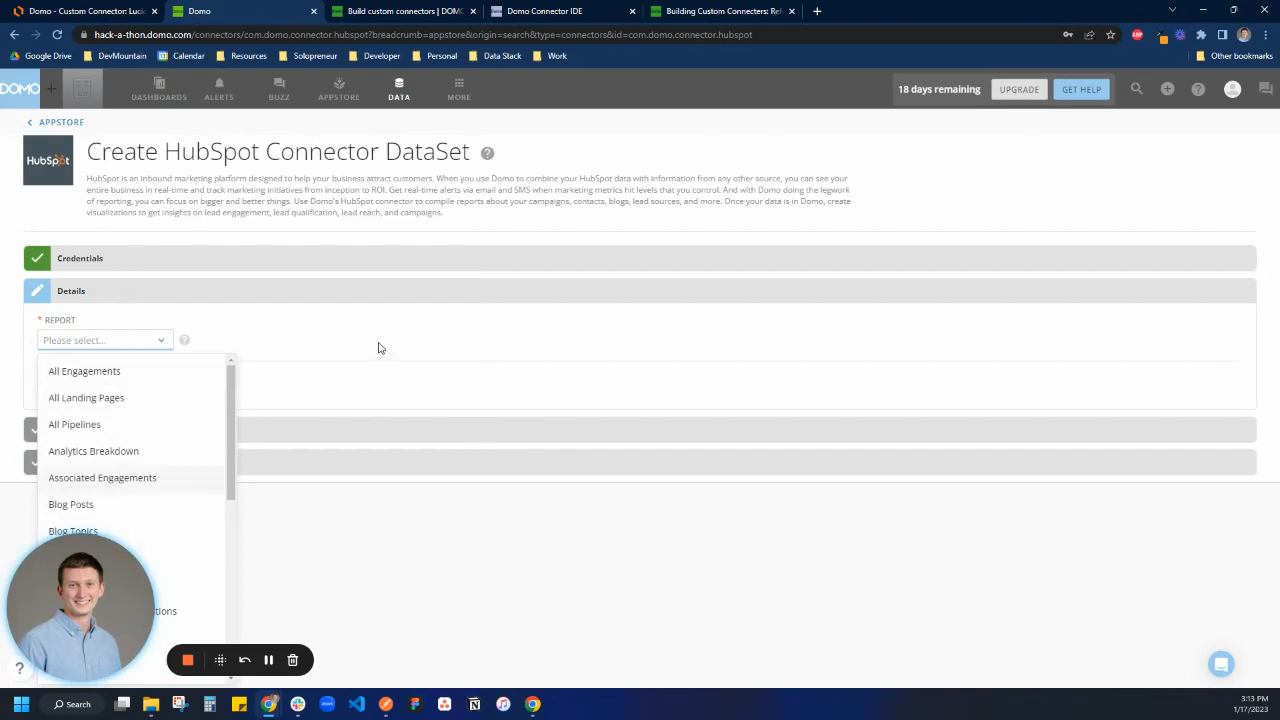 Domo - Custom Connector: Luci
Domo
Build custom connectors | DOMO
Domo Connector IDE
Building Custom Connectors: Ref
hack-a-thon.domo.com/connectors/com.domo.connector.hubspot?breadcrumb=appstore&origin=search&type=connectors&id=com.domo.connector.hubspot
Google Drive
DevMountain
Calendar
Resources
Solopreneur
Developer
Personal
Data Stack
Work
Other bookmarks
DOMO
DASHBOARDS
ALERTS
BUZZ
APPSTORE
DATA
MORE
18 days remaining
UPGRADE
GET HELP
APPSTORE
HubSpot
Create HubSpot Connector DataSet
HubSpot is an inbound marketing platform designed to help your business attract customers. When you use Domo to combine your HubSpot data with information from any other source, you can see your
entire business in real-time and track marketing initiatives from inception to ROI. Get real-time alerts via email and SMS when marketing metrics hit levels that you control. And with Domo doing the legwork
of reporting, you can focus on bigger and better things. Use Domo's HubSpot connector to compile reports about your campaigns, contacts, blogs, lead sources, and more. Once your data is in Domo, create
visualizations to get insights on lead engagement, lead qualification, lead reach, and campaigns.
Credentials
Details
* REPORT
Please select...
All Engagements
All Landing Pages
All Pipelines
Analytics Breakdown
Associated Engagements
Blog Posts
Blog Topics
tions
Search
3:13 PM
1/17/2023